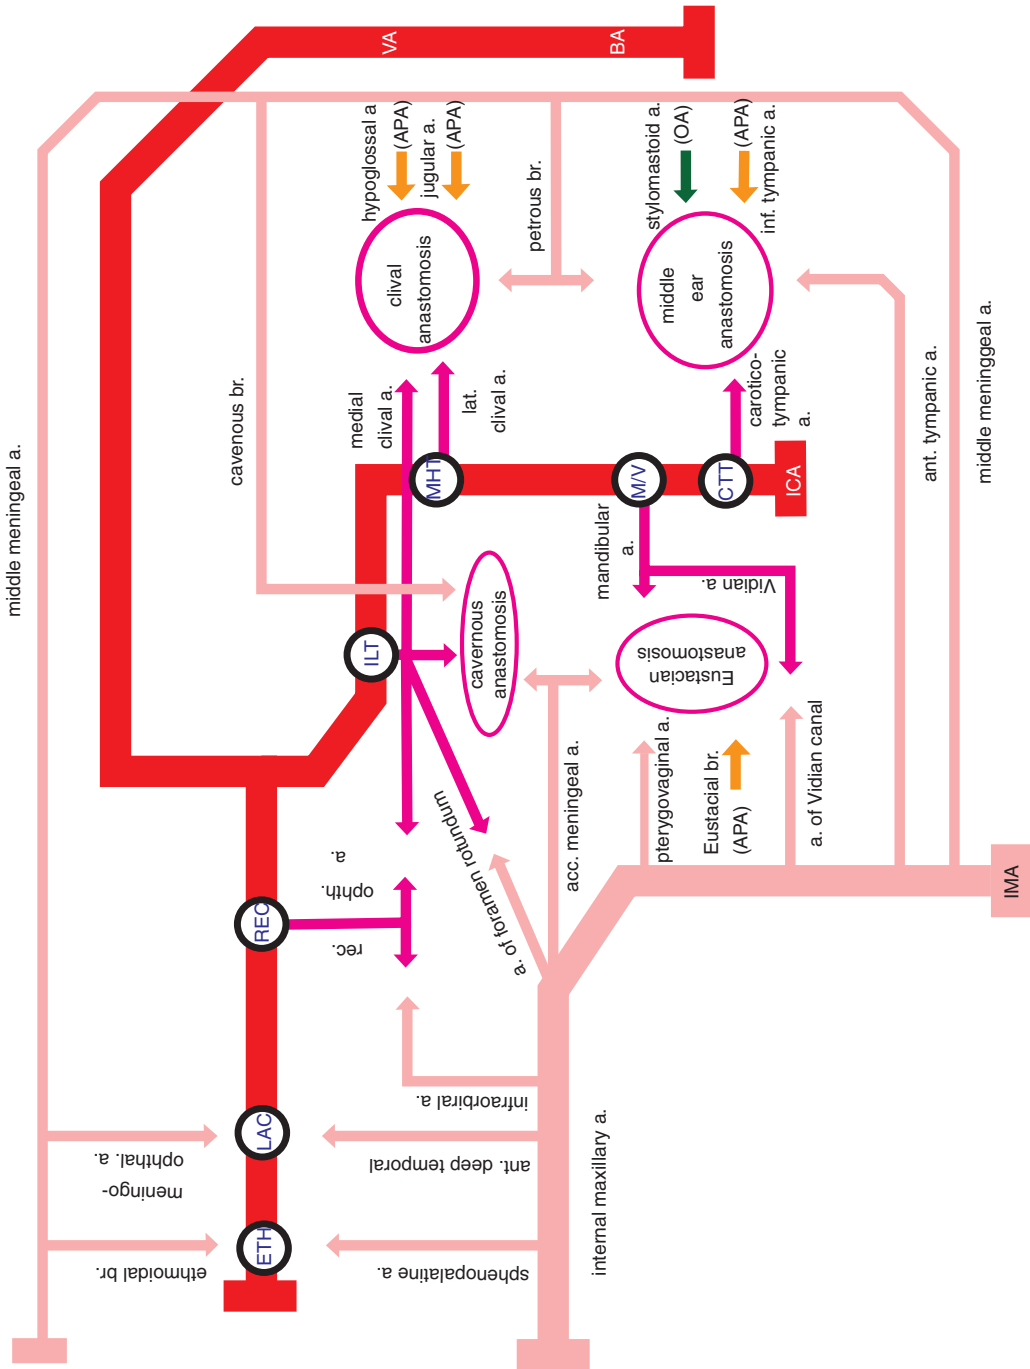 middle meningeal a.
cavenous br.
VA
BA
hypoglossal a
(APA)
jugular a.
(APA)
petrous br.
stylomastoid a.
(OA)
(APA)
inf. tympanic a.
clival
anastomosis
middle
ear
anastomosis
medial
clival a.
lat.
clival a.
carotico-
tympanic
a.
ant. tympanic a.
middle meninggeal a.
MHT
M/V
CTT
ICA
mandibular
a.
Vidian a.
ILT
cavernous
anastomosis
Eustacian
anastomosis
acc. meningeal a.
pterygovaginal a.
Eustacial br.
(APA)
a. of Vidian canal
a. of foramen rotundum
IMA
rec.
ophth.
a.
REC
LAC
ETH
infraorbiral a.
ant. deep temporal
sphenopalatine a.
internal maxillary a.
meningo-
ophthal. a.
ethmoidal br.